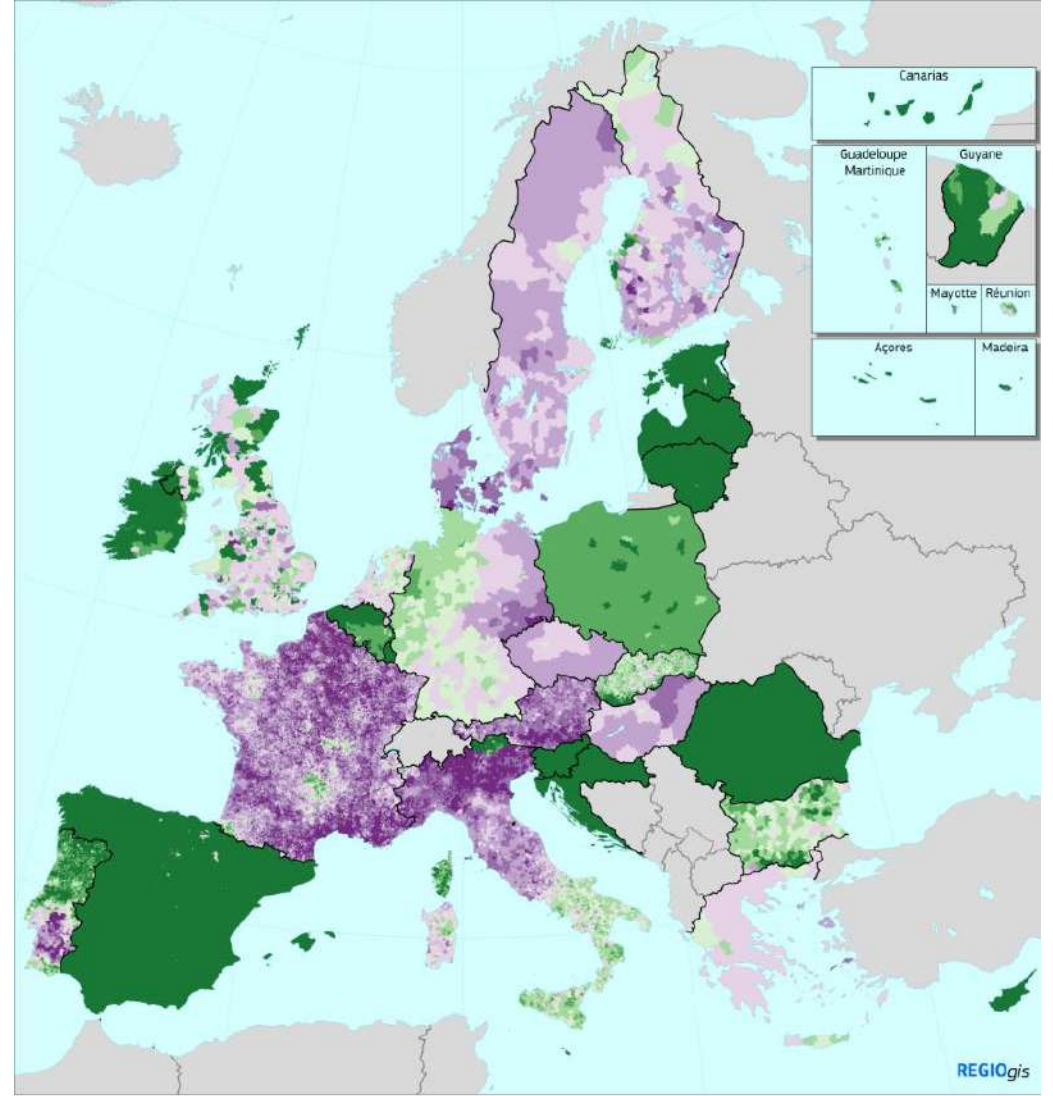 Canarias
Guadeloupe
Martinique
Guyane
Mayotte
Réunion
Açores
Madeira
REGIOgis